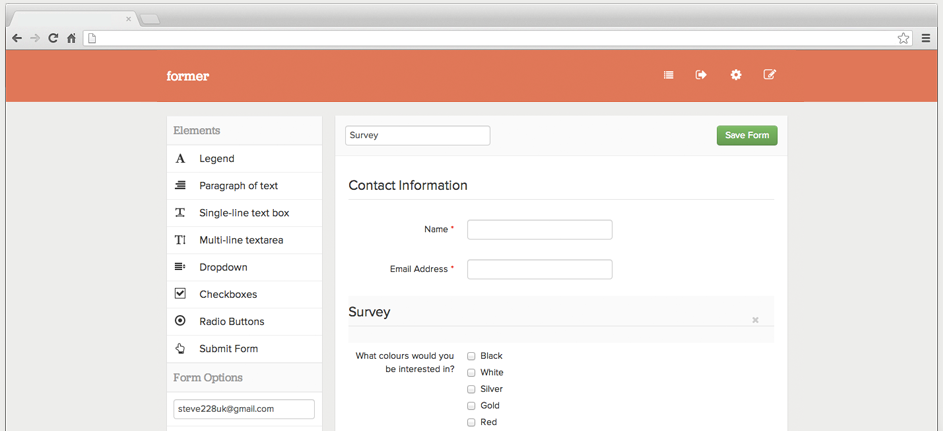 former
Elements
Legend
Paragraph of text
Single-line text box
Multi-line textarea
Dropdown
Checkboxes
Radio Buttons
Submit Form
Form Options
steve228uk@gmail.com
Survey
Save Form
Contact Information
Name *
Email Address *
Survey
What colours would you
be interested in?
Black
White
Silver
Gold
Red